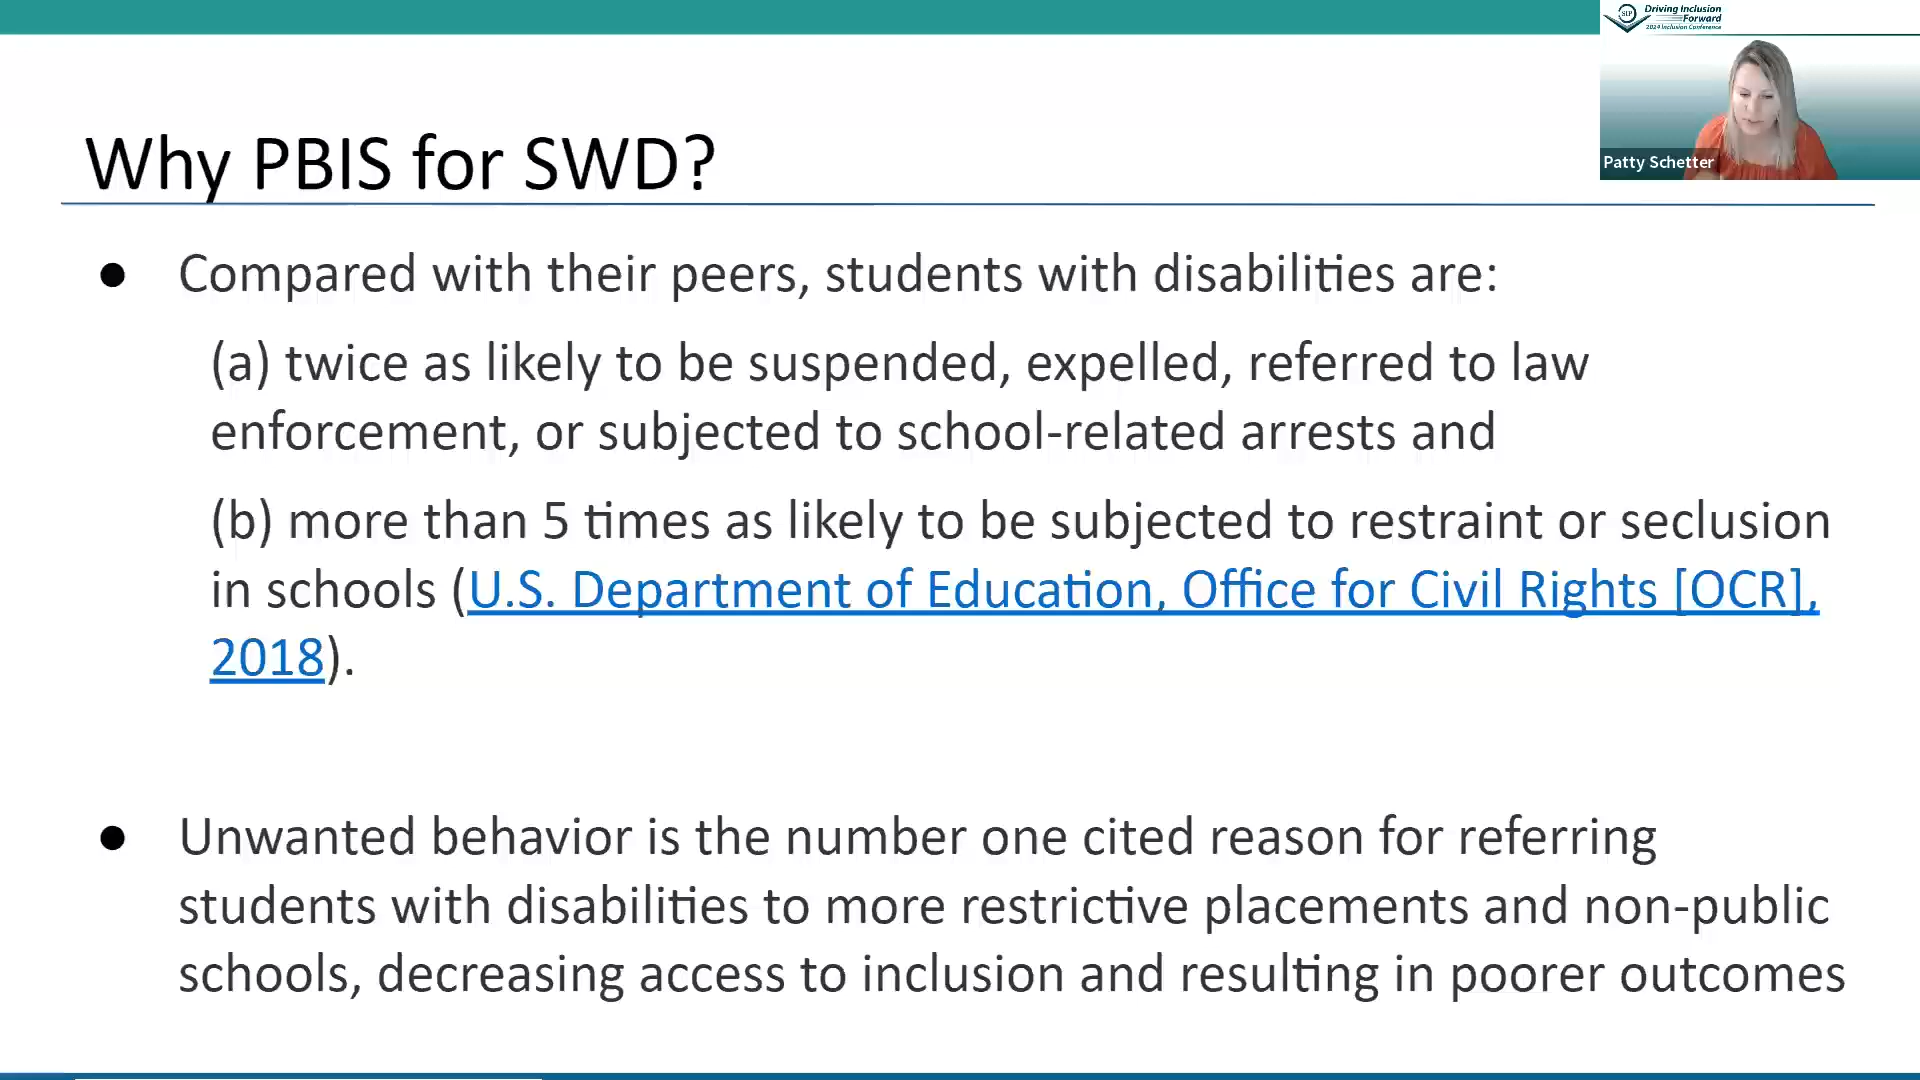 Driving Inclusion
Forward
2024 Inclusion Conference
SIP
Patty Schetter
Why PBIS for SWD?
● Compared with their peers, students with disabilities are:
(a) twice as likely to be suspended, expelled, referred to law
enforcement, or subjected to school-related arrests and
(b) more than 5 times as likely to be subjected to restraint or seclusion
in schools (U.S. Department of Education, Office for Civil Rights [OCR],
2018).
● Unwanted behavior is the number one cited reason for referring
students with disabilities to more restrictive placements and non-public
schools, decreasing access to inclusion and resulting in poorer outcomes